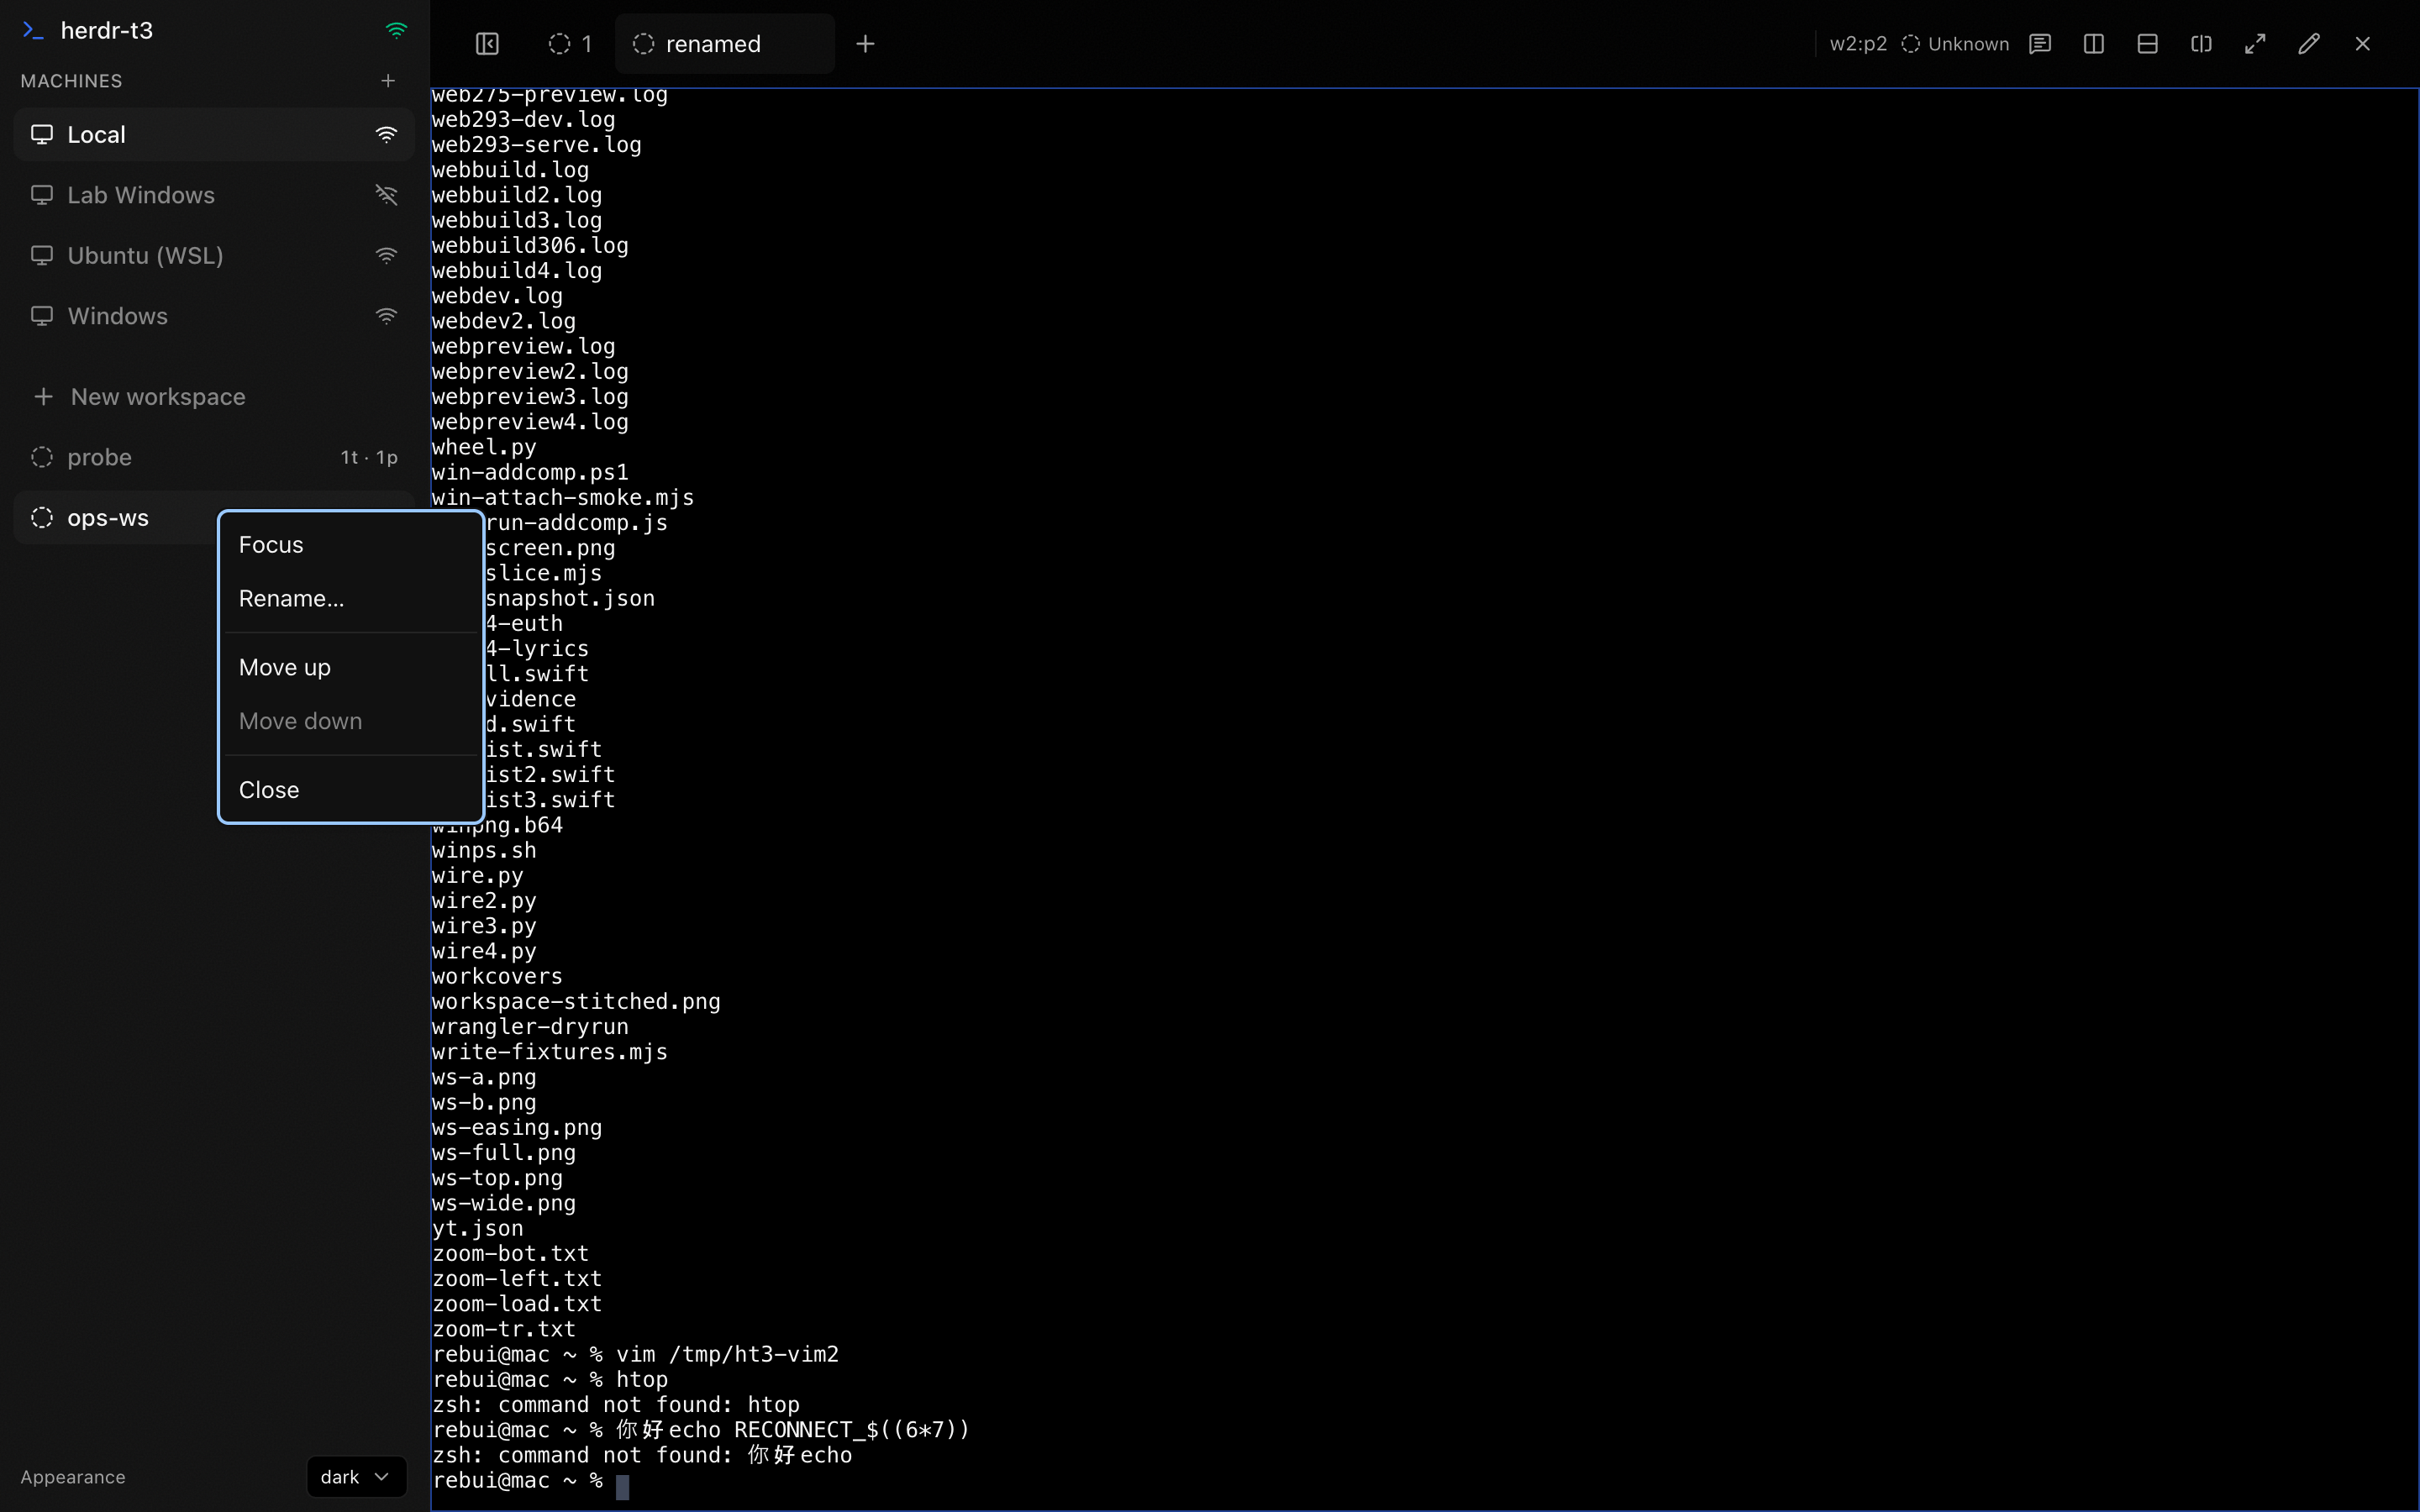 herdr-t3
MACHINES
Local
Lab Windows
Ubuntu (WSL)
Windows
New workspace
probe 1t · 1p
ops-ws
Focus
Rename...
Move up
Move down
Close
Appearance dark
1 renamed
w2:p2 Unknown
web275-preview.log
web293-dev.log
web293-serve.log
webbuild.log
webbuild2.log
webbuild3.log
webbuild306.log
webbuild4.log
webdev.log
webdev2.log
webpreview.log
webpreview2.log
webpreview3.log
webpreview4.log
wheel.py
win-addcomp.ps1
win-attach-smoke.mjs
run-addcomp.js
screen.png
slice.mjs
snapshot.json
4-euth
4-lyrics
ll.swift
vidence
d.swift
ist.swift
ist2.swift
ist3.swift
winpng.b64
winps.sh
wire.py
wire2.py
wire3.py
wire4.py
workcovers
workspace-stitched.png
wrangler-dryrun
write-fixtures.mjs
ws-a.png
ws-b.png
ws-easing.png
ws-full.png
ws-top.png
ws-wide.png
yt.json
zoom-bot.txt
zoom-left.txt
zoom-load.txt
zoom-tr.txt
rebui@mac ~ % vim /tmp/ht3-vim2
rebui@mac ~ % htop
zsh: command not found: htop
rebui@mac ~ % 你好echo RECONNECT_$((6*7))
zsh: command not found: 你好echo
rebui@mac ~ %